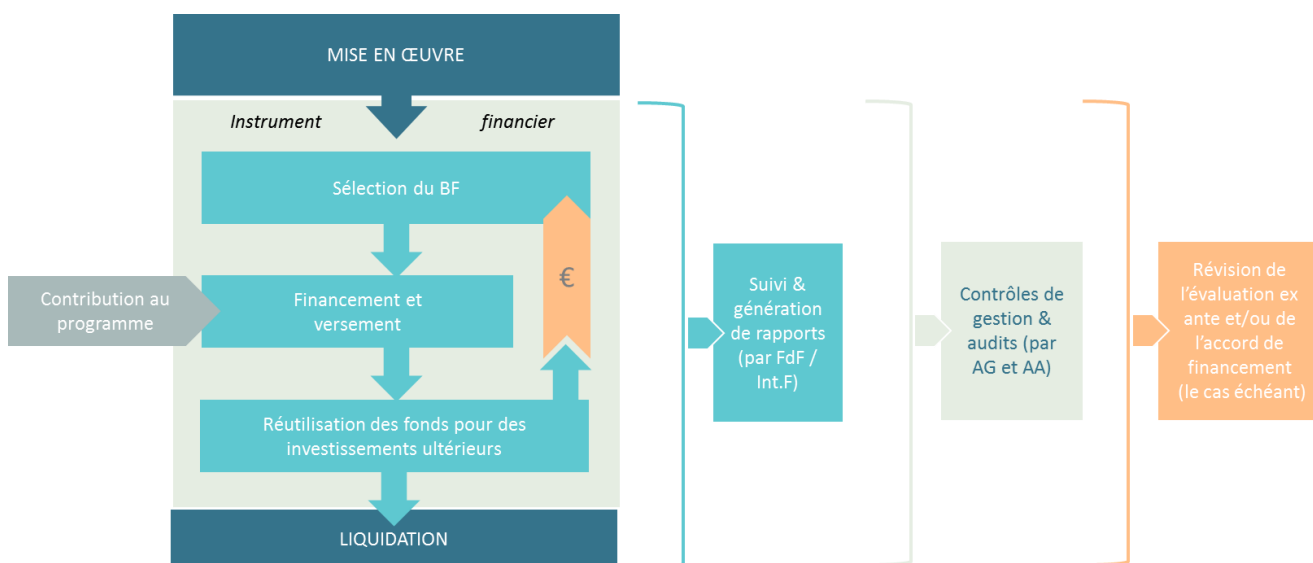 MISE EN ŒUVRE
Instrument financier
Sélection du BF
€
Contribution au
programme
Financement et
versement
Réutilisation des fonds pour des
investissements ultérieurs
LIQUIDATION
Suivi &
génération
de rapports
(par FdF /
Int.F)
Contrôles de
gestion &
audits (par
AG et AA)
Révision de
l’évaluation ex
ante et/ou de
l’accord de
financement
(le cas échéant)